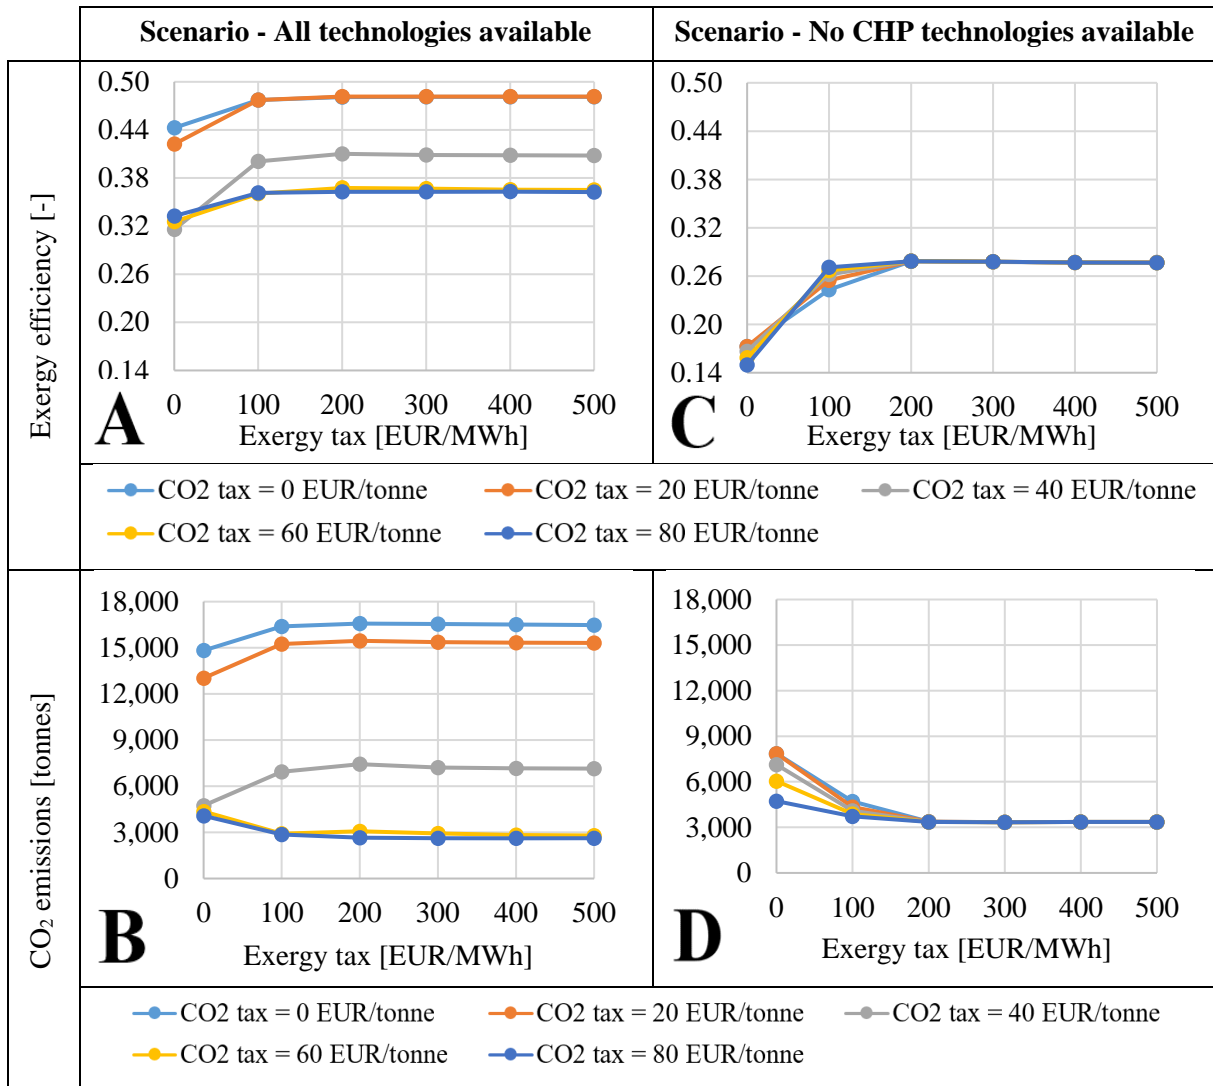 Scenario - All technologies available
Scenario - No CHP technologies available
Exergy efficiency [-]
0.50
0.44
0.38
0.32
0.26
0.20
0.14
0 100 200 300 400 500
Exergy tax [EUR/MWh]
A
0.50
0.44
0.38
0.32
0.26
0.20
0.14
0 100 200 300 400 500
Exergy tax [EUR/MWh]
C
CO2 tax = 0 EUR/tonne CO2 tax = 20 EUR/tonne CO2 tax = 40 EUR/tonne
CO2 tax = 60 EUR/tonne CO2 tax = 80 EUR/tonne
CO₂ emissions [tonnes]
18,000
15,000
12,000
9,000
6,000
3,000
0
0 100 200 300 400 500
Exergy tax [EUR/MWh]
B
18,000
15,000
12,000
9,000
6,000
3,000
0
0 100 200 300 400 500
Exergy tax [EUR/MWh]
D
CO2 tax = 0 EUR/tonne CO2 tax = 20 EUR/tonne CO2 tax = 40 EUR/tonne
CO2 tax = 60 EUR/tonne CO2 tax = 80 EUR/tonne